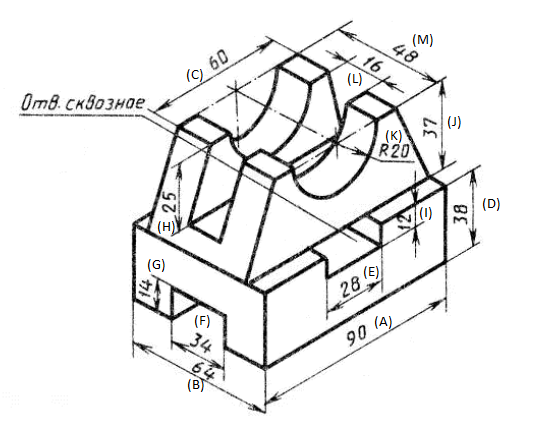 (M)
60
48
(C)
(L)
16
Отв. сквозное
(J)
37
(K)
R20
25
(H)
12
(I)
38
(D)
(G)
14
(E)
28
(F)
34
(A)
90
64
(B)